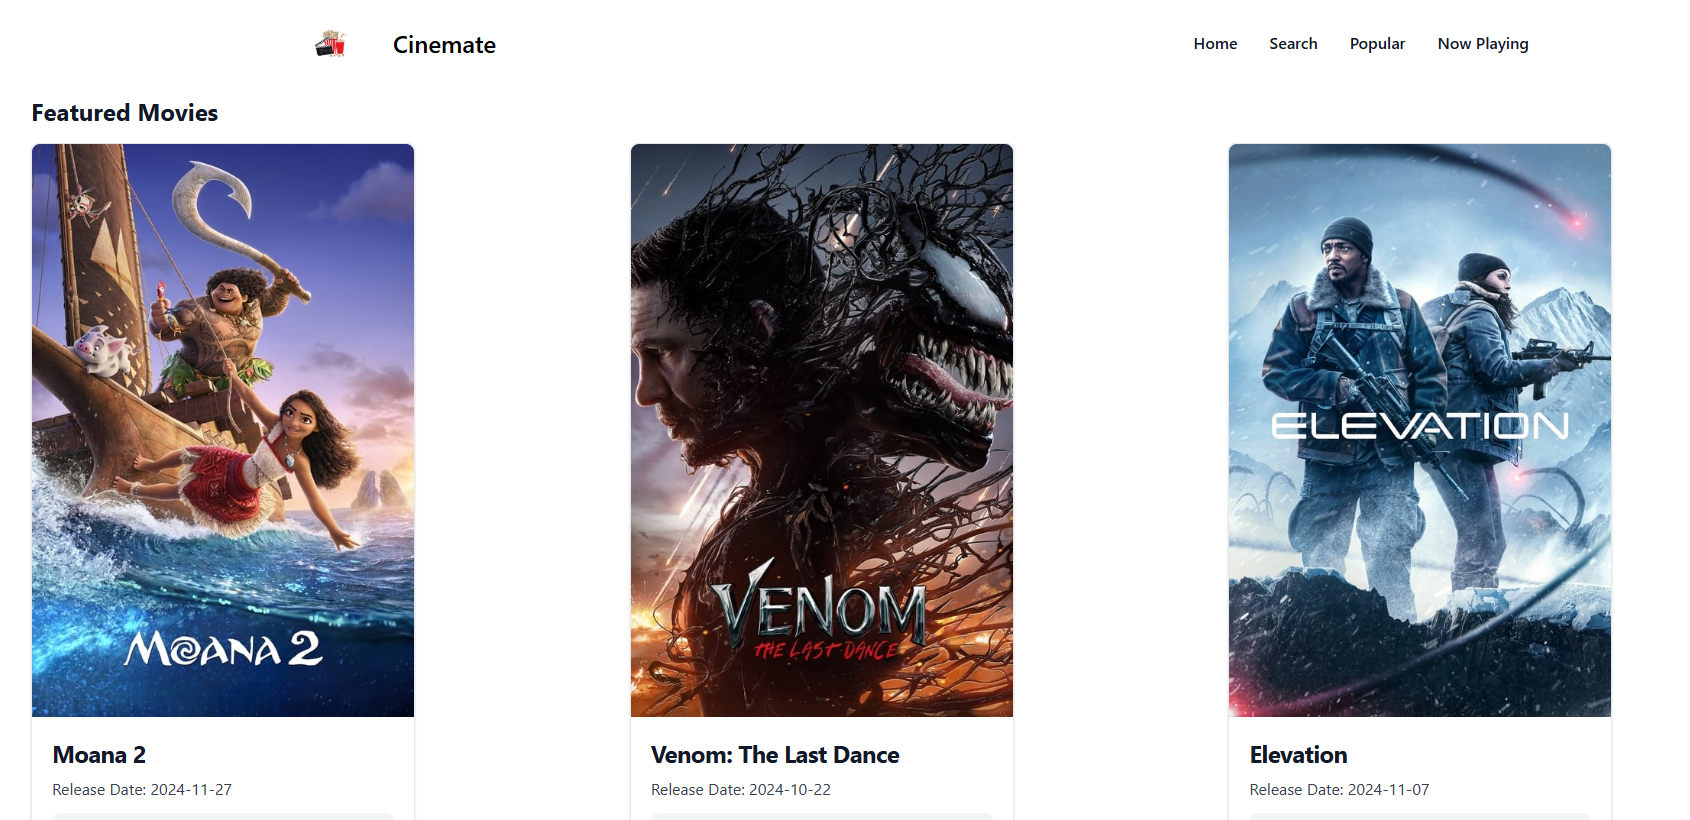 Cinemate
Home Search Popular Now Playing
Featured Movies
MOANA 2
VENOM
THE LAST DANCE
ELEVATION
Moana 2
Release Date: 2024-11-27
Venom: The Last Dance
Release Date: 2024-10-22
Elevation
Release Date: 2024-11-07